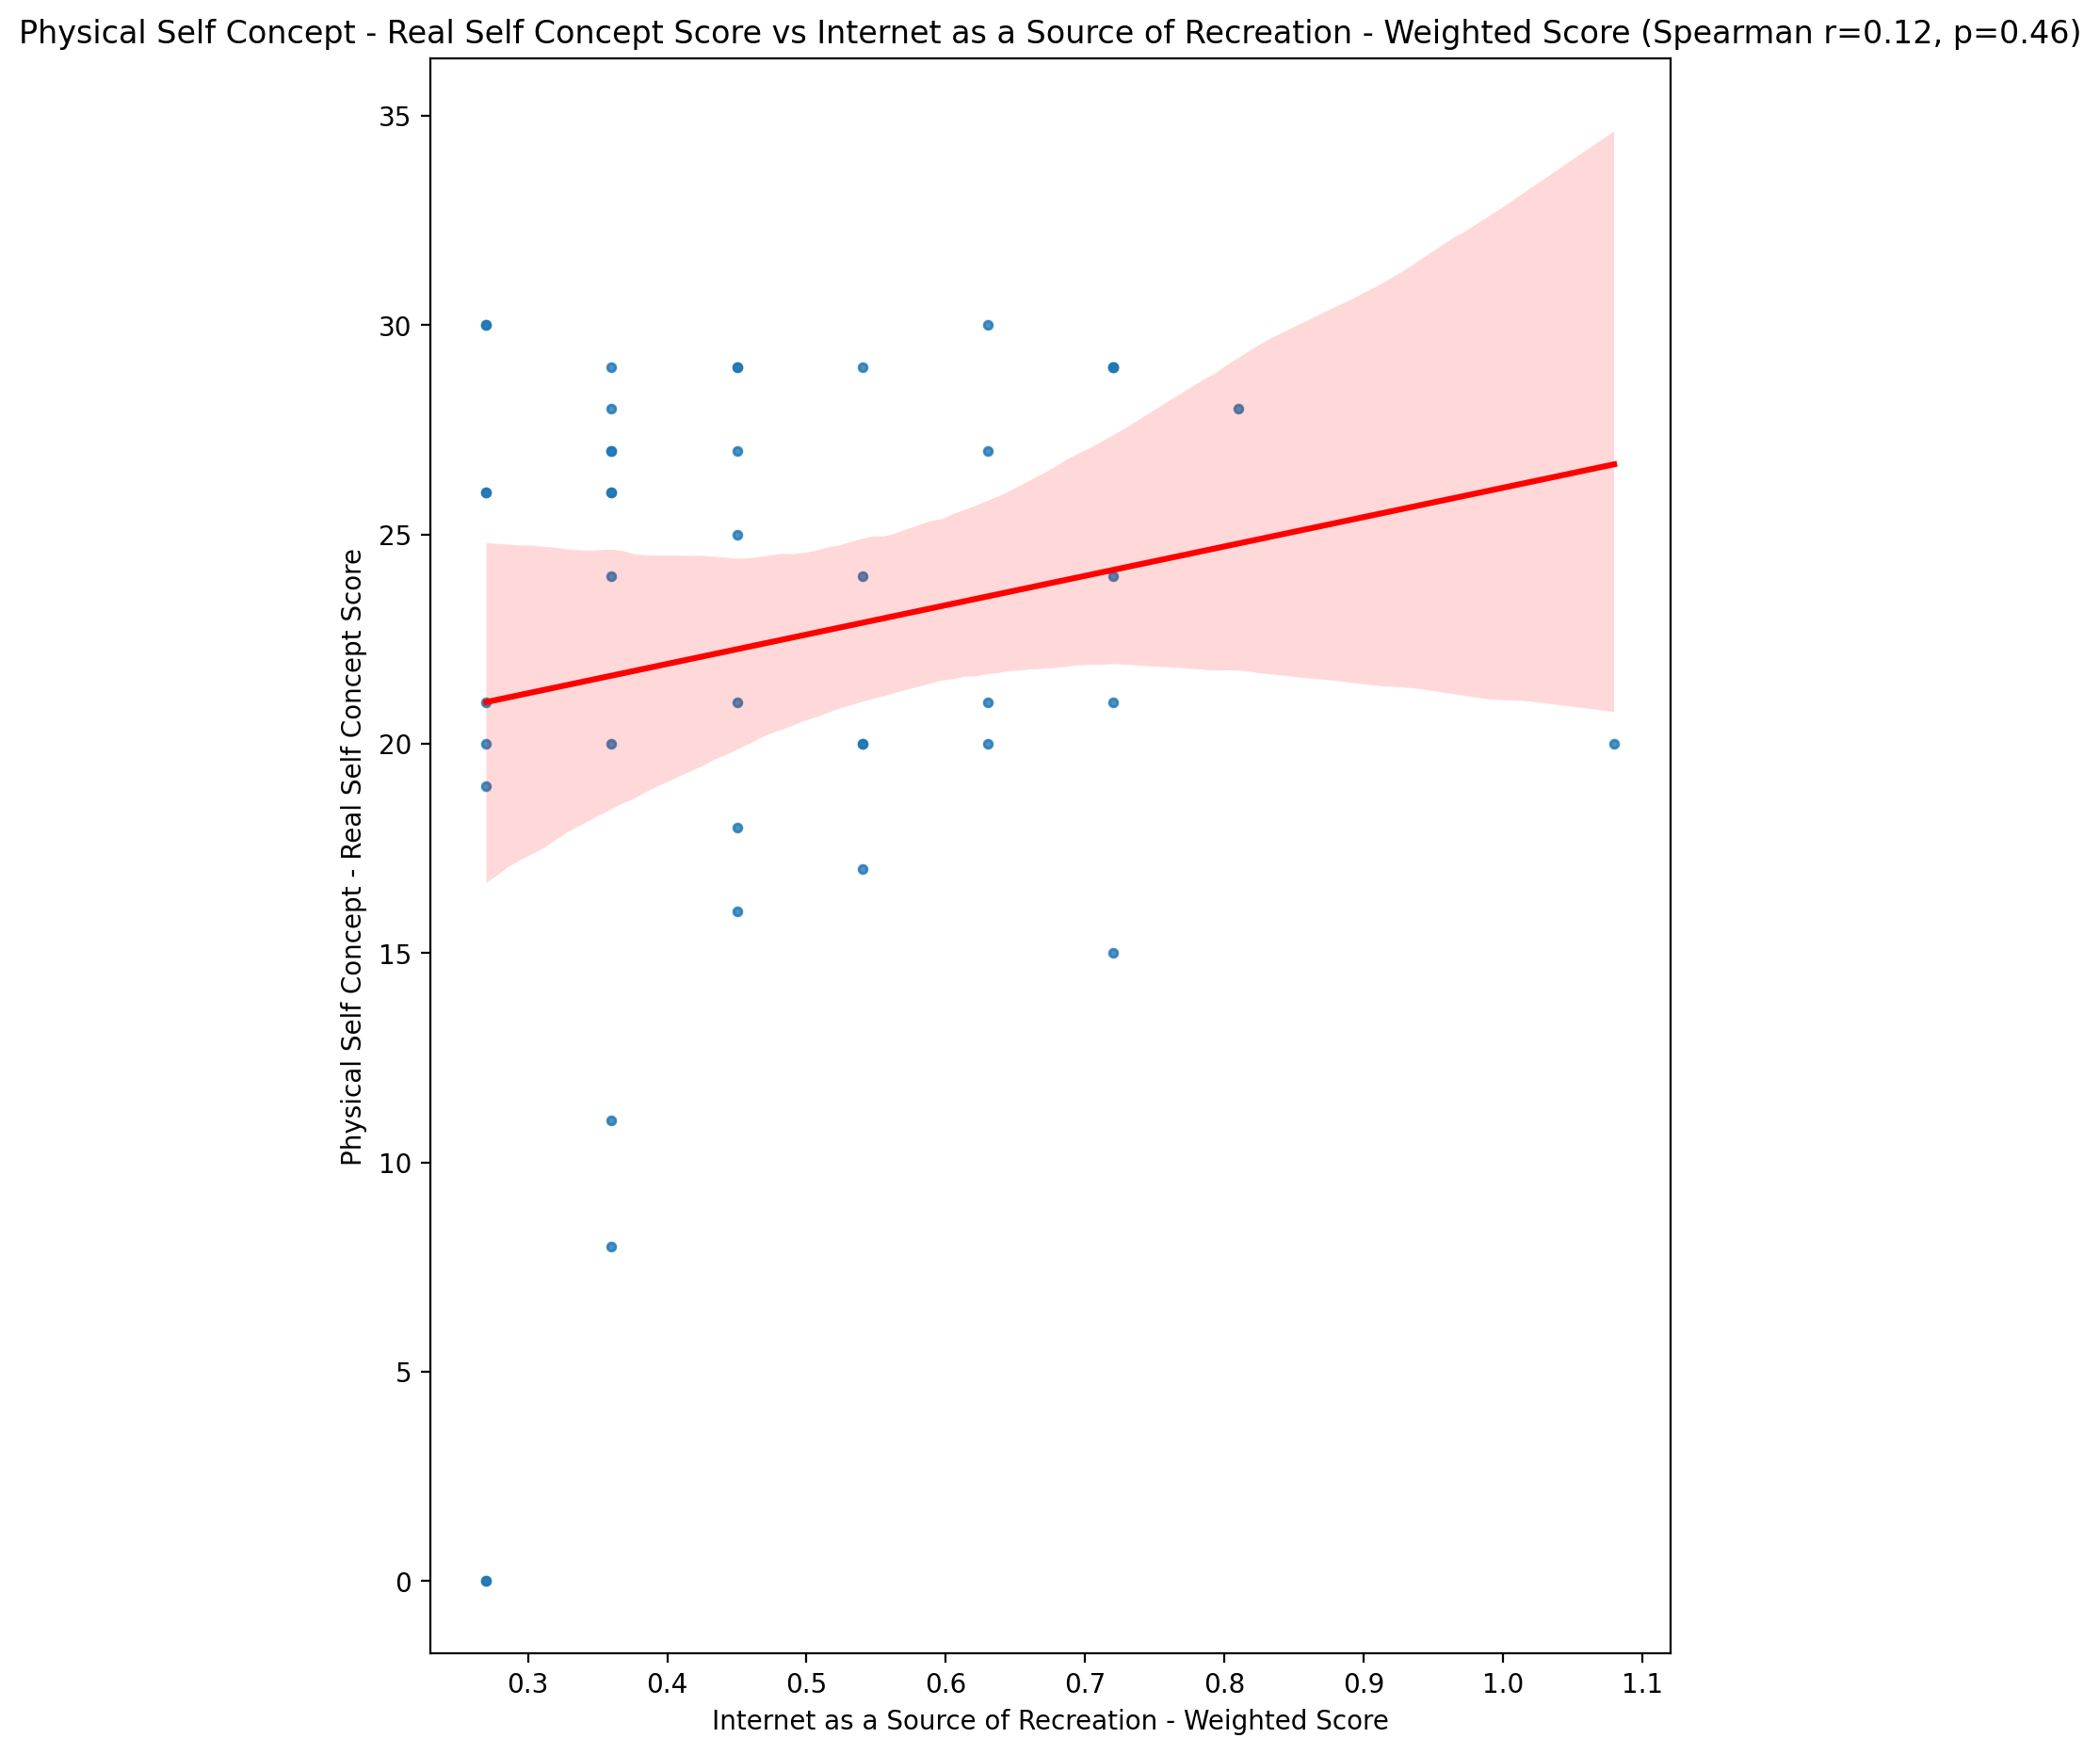 Physical Self Concept - Real Self Concept Score vs Internet as a Source of Recreation - Weighted Score (Spearman r=0.12, p=0.46)
Physical Self Concept - Real Self Concept Score
35
30
25
20
15
10
5
0
0.3 0.4 0.5 0.6 0.7 0.8 0.9 1.0 1.1
Internet as a Source of Recreation - Weighted Score